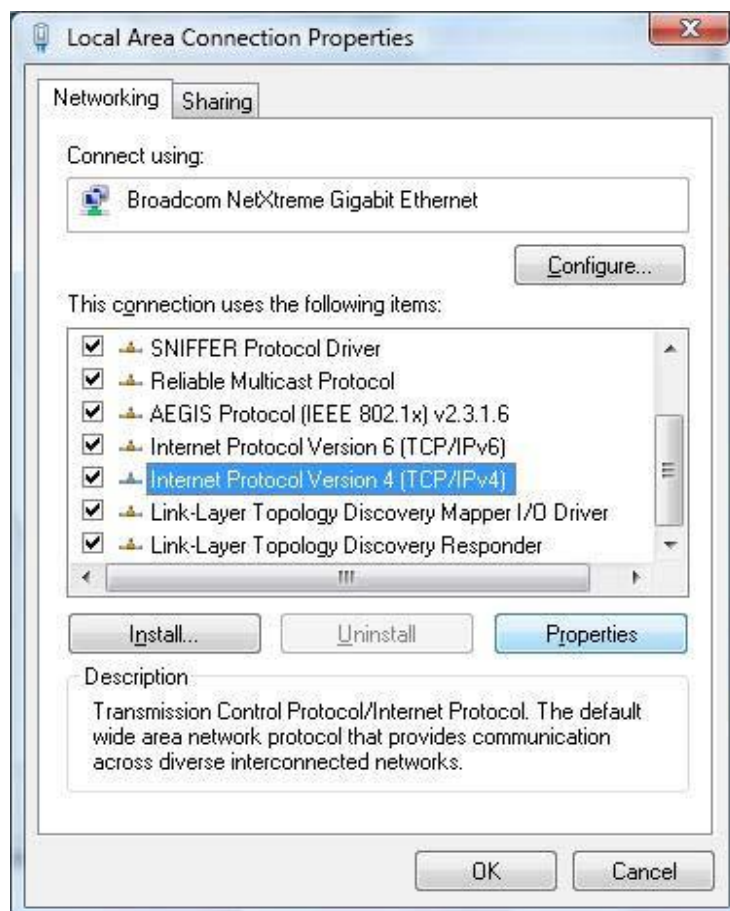 Local Area Connection Properties
Networking
Sharing
Connect using:
Broadcom NetXtreme Gigabit Ethernet
Configure...
This connection uses the following items:
SNIFFER Protocol Driver
Reliable Multicast Protocol
AEGIS Protocol (IEEE 802.1x) v2.3.1.6
Internet Protocol Version 6 (TCP/IPv6)
Internet Protocol Version 4 (TCP/IPv4)
Link-Layer Topology Discovery Mapper I/O Driver
Link-Layer Topology Discovery Responder
Install...
Uninstall
Properties
Description
Transmission Control Protocol/Internet Protocol. The default
wide area network protocol that provides communication
across diverse interconnected networks.
OK
Cancel